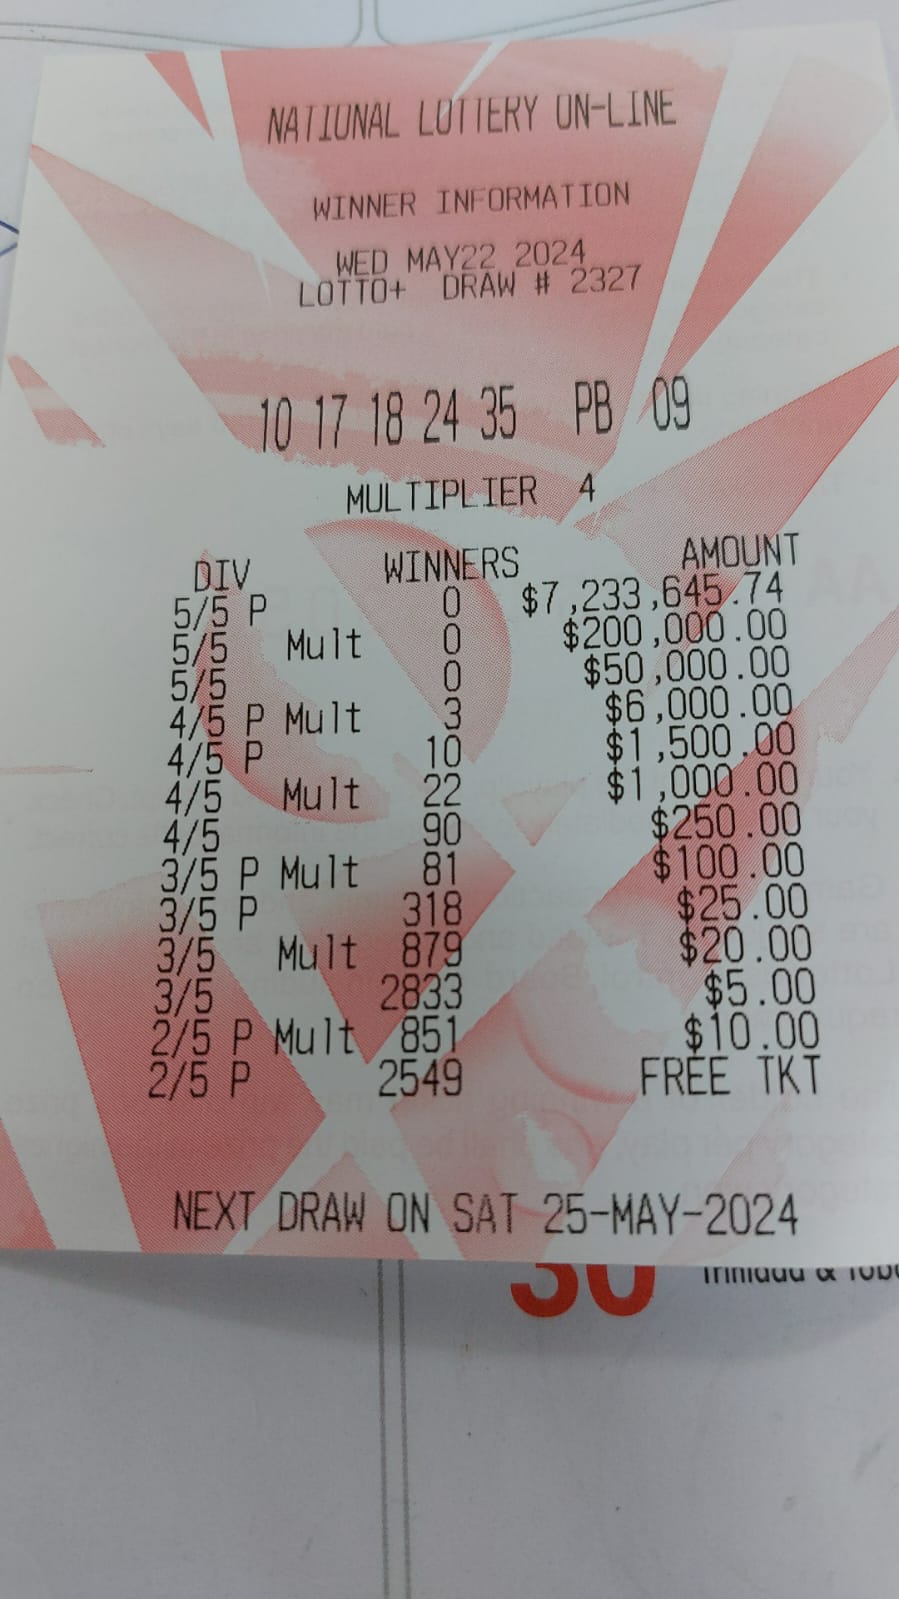 NATIONAL LOTTERY ON-LINE
WINNER INFORMATION
WED MAY22 2024
LOTTO+ DRAW # 2327
10 17 18 24 35 PB 09
MULTIPLIER 4
DIV WINNERS AMOUNT
5/5 P 0 $7,233,645.74
5/5 Mult 0 $200,000.00
5/5 0 $50,000.00
4/5 P Mult 3 $6,000.00
4/5 P 10 $1,500.00
4/5 Mult 22 $1,000.00
4/5 90 $250.00
3/5 P Mult 81 $100.00
3/5 P 318 $25.00
3/5 Mult 879 $20.00
3/5 2833 $5.00
2/5 P Mult 851 $10.00
2/5 P 2549 FREE TKT
NEXT DRAW ON SAT 25-MAY-2024
30 Trinidad &